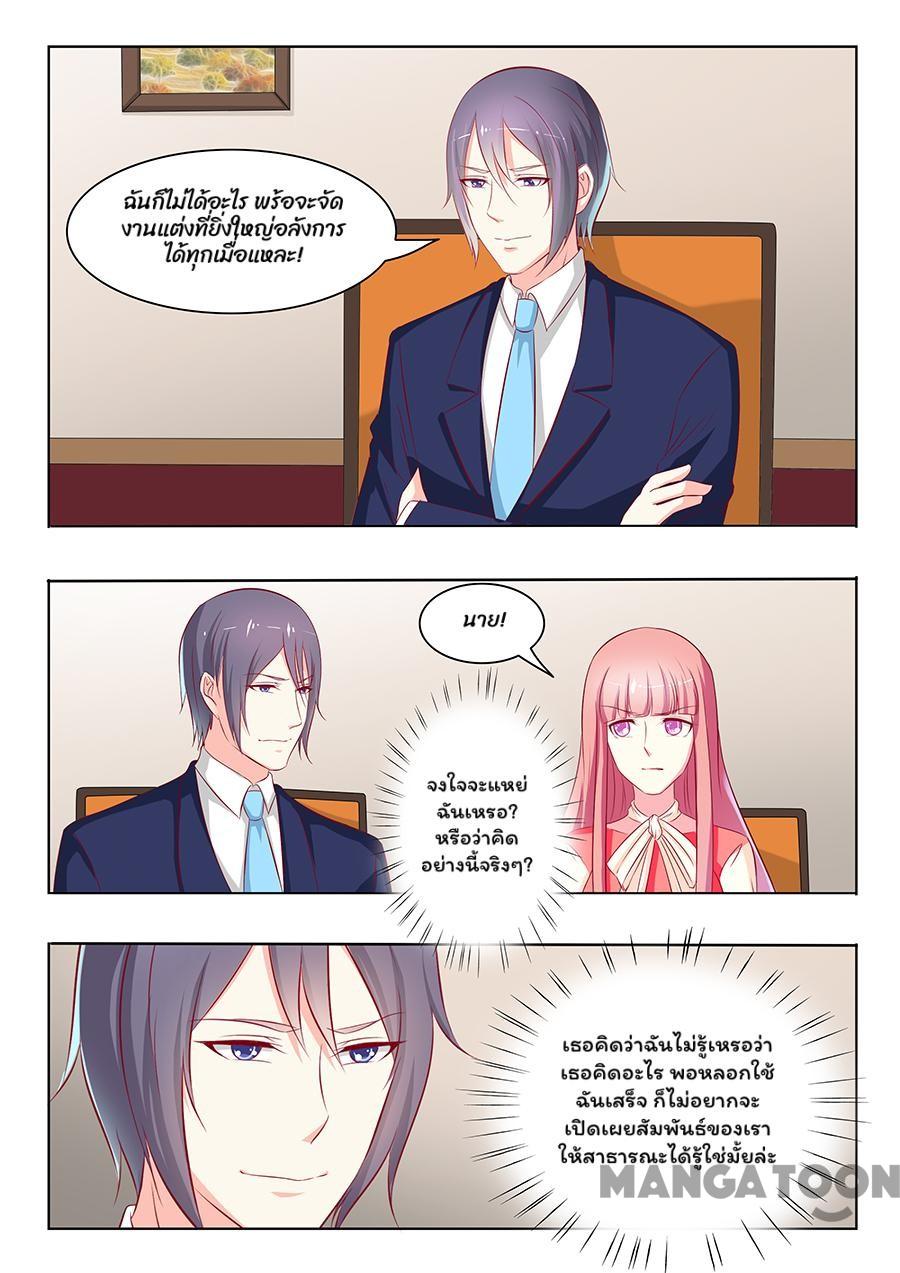 ฉันก็ไม่ได้อะไร พร้อจะจัด
งานแต่งที่ยิ่งใหญ่อลังการ
ได้ทุกเมื่อแหละ!
นาย!
จงใจจะแหย่
ฉันเหรอ?
หรือว่าคิด
อย่างนี้จริงๆ?
เธอคิดว่าฉันไม่รู้เหรอว่า
เธอคิดอะไร พอหลอกใช้
ฉันเสร็จ ก็ไม่อยากจะ
เปิดเผยสัมพันธ์ของเรา
ให้สาธารณะได้รู้ใช่มั้ยล่ะ
MANGATOON